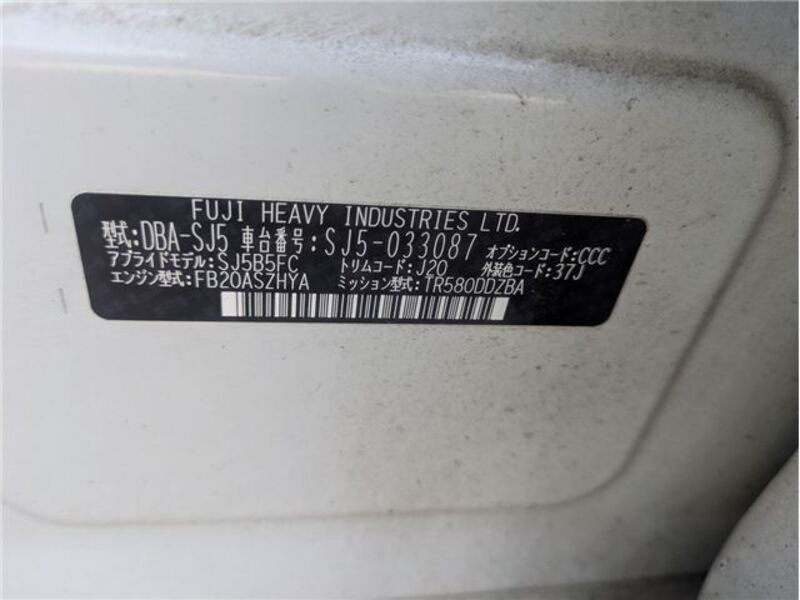 FUJI HEAVY INDUSTRIES LTD.
型式:DBA-SJ5 車台番号:SJ5-033087 オプションコード:CCC
アプライドモデル:SJ5B5FC トリムコード:J20 外装色コード:37J
エンジン型式:FB20ASZHYA ミッション型式:TR580DDZBA